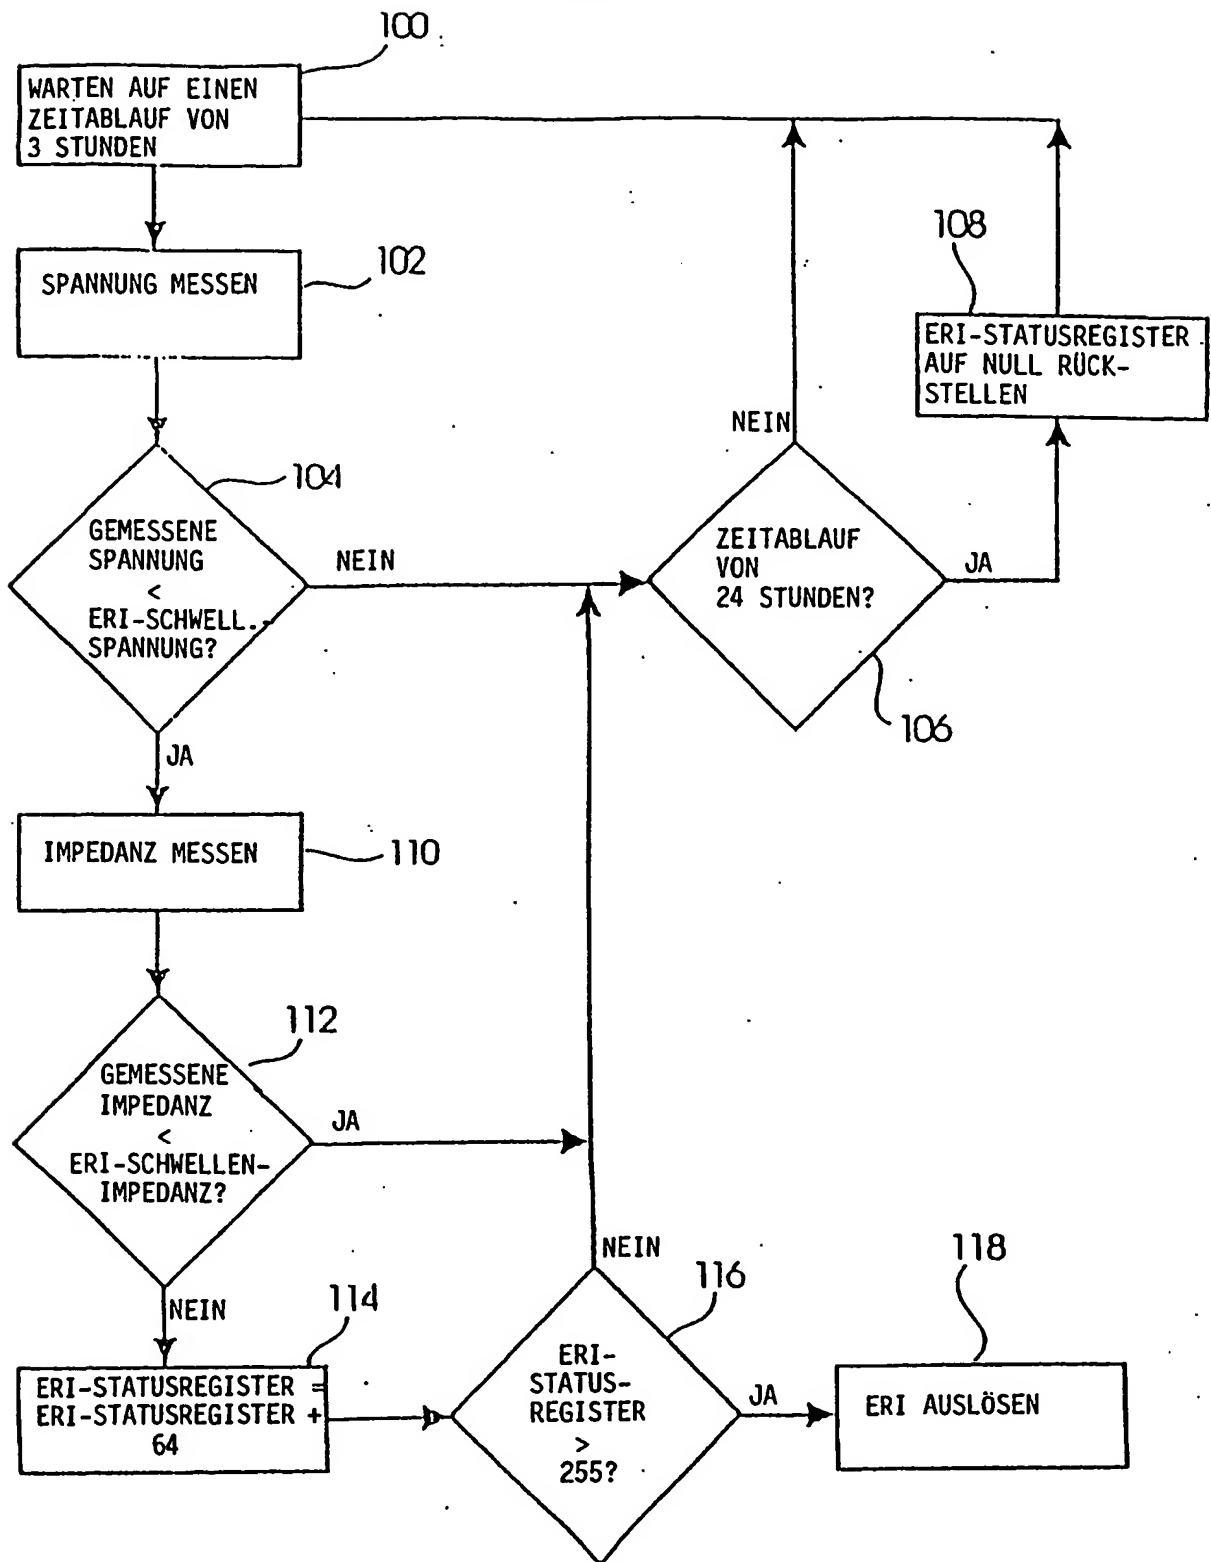 100
WARTEN AUF EINEN
ZEITABLAUF VON
3 STUNDEN
102
SPANNUNG MESSEN
104
GEMESSENE
SPANNUNG
<
ERI-SCHWELL.-
SPANNUNG?
NEIN
JA
ZEITABLAUF
VON
24 STUNDEN?
106
NEIN
JA
108
ERI-STATUSREGISTER
AUF NULL RÜCK-
STELLEN
IMPEDANZ MESSEN
110
112
GEMESSENE
IMPEDANZ
<
ERI-SCHWELLEN-
IMPEDANZ?
JA
NEIN
114
ERI-STATUSREGISTER =
ERI-STATUSREGISTER +
64
116
ERI-
STATUS-
REGISTER
>
255?
NEIN
JA
118
ERI AUSLÖSEN